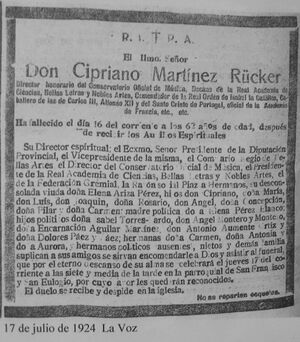 R. I. P. A.
El Ilmo. Señor
Don Cipriano Martínez Rücker
Director honorario del Conservatorio Oficial de Música, Decano de la Real Academia de
Ciencias, Bellas Letras y Nobles Artes, Comendador de la Real Orden de Isabel la Católica, Ca-
ballero de las de Carlos III, Alfonso XII y del Santo Cristo de Portugal, oficial de la Academia
de Francia, etc., etc.
Ha fallecido el día 16 del corriente a los 62 años de edad, después
de recibir los Auxilios Espirituales
Su Director espiritual; el Excmo. Señor Presidente de la Diputación
Provincial, el Vicepresidente de la misma, el Comisario Regio de
Bellas Artes, el Director del Conservatorio Oficial de Música, el Presiden-
te de la Real Academia de Ciencias, Bellas Letras y Nobles Artes, el
de la Federación Gremial, la Razón social Páez Hermanos, su descon-
solada viuda doña Elena Ariza Pérez, hijos don Cipriano, doña María,
don Luis, don Joaquín, doña Rosario, don Angel, doña Concepción,
doña Pilar y doña Carmen; madre política doña Elena Pérez Blanco;
hijos políticos doña Isabel Torres, don Angel Montero y Montero,
doña Encarnación Aguilar Martínez, don Antonio
doña Dolores y hermanas doña Carmen, doña Antonia
y doña Aurora, hermanos políticos ausentes, nietos y demás familia
suplican a sus amigos se sirvan encomendarle a Dios y asistir al funeral
que por el eterno descanso de su alma se celebrará el jueves 17 del co-
rriente a las siete y media de la tarde en la parroquial de San Francisco
y San Eulogio, por cuyo favor les quedarán reconocidos.
El duelo se recibe y despide en la iglesia.
No se reparten esquelas.
17 de julio de 1924 La Voz